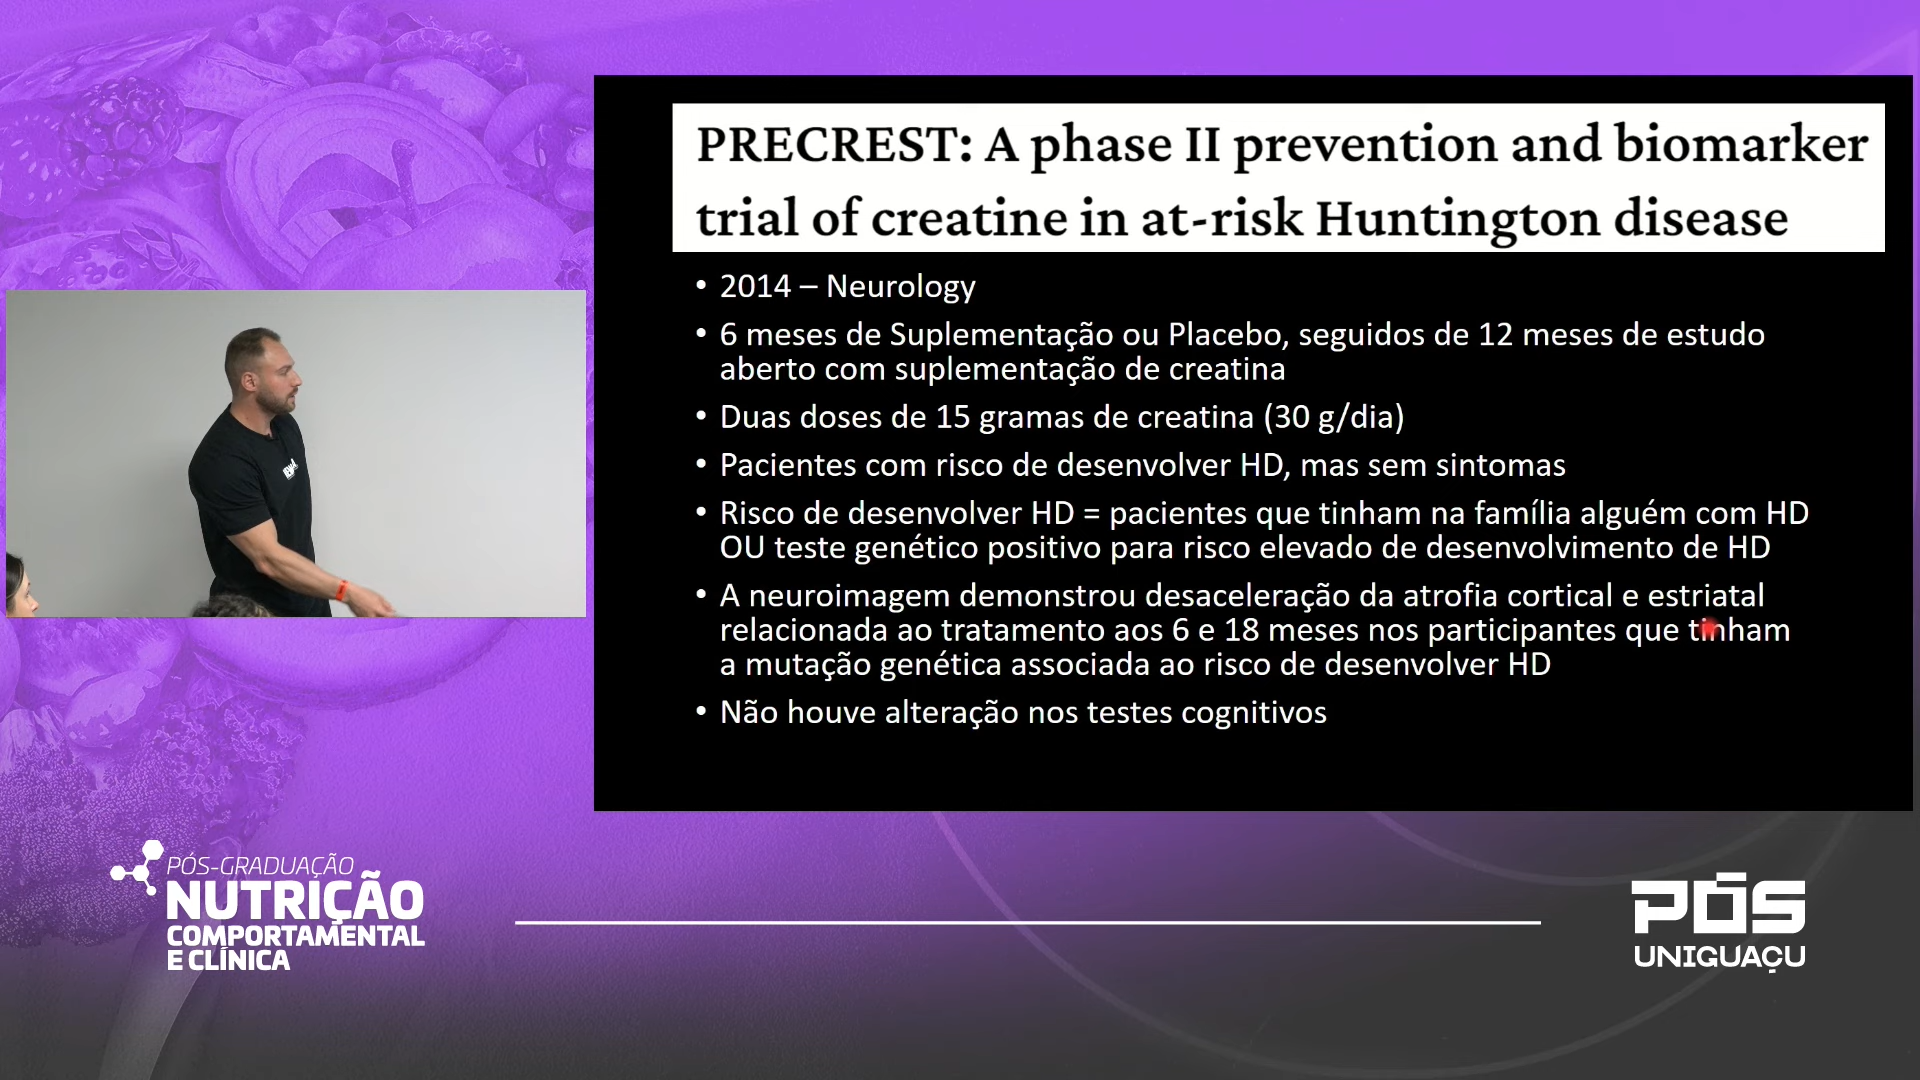 PRECREST: A phase II prevention and biomarker
trial of creatine in at-risk Huntington disease
• 2014 – Neurology
• 6 meses de Suplementação ou Placebo, seguidos de 12 meses de estudo
aberto com suplementação de creatina
• Duas doses de 15 gramas de creatina (30 g/dia)
• Pacientes com risco de desenvolver HD, mas sem sintomas
• Risco de desenvolver HD = pacientes que tinham na família alguém com HD
OU teste genético positivo para risco elevado de desenvolvimento de HD
• A neuroimagem demonstrou desaceleração da atrofia cortical e estriatal
relacionada ao tratamento aos 6 e 18 meses nos participantes que tinham
a mutação genética associada ao risco de desenvolver HD
• Não houve alteração nos testes cognitivos
PÓS-GRADUAÇÃO
NUTRIÇÃO
COMPORTAMENTAL
E CLÍNICA
PÓS
UNIGUAÇU